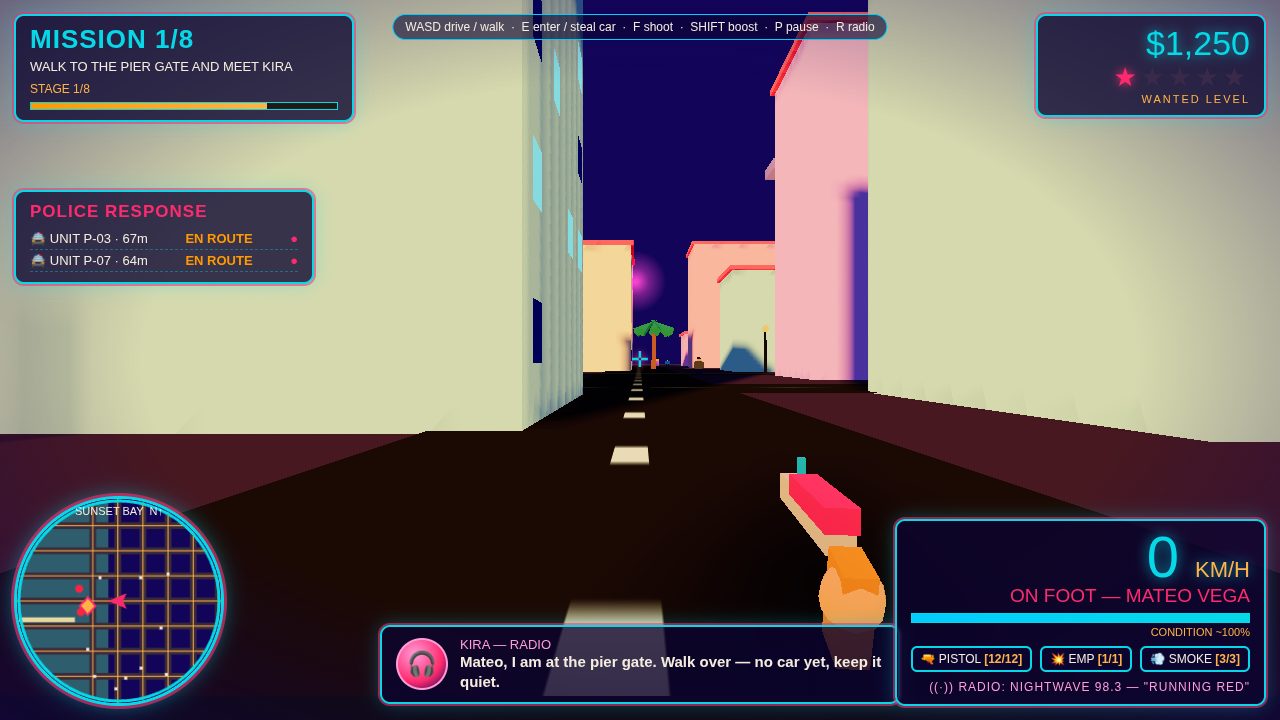 MISSION 1/8
WALK TO THE PIER GATE AND MEET KIRA
STAGE 1/8
WASD drive / walk · E enter / steal car · F shoot · SHIFT boost · P pause · R radio
$1,250
WANTED LEVEL
POLICE RESPONSE
UNIT P-03 · 67m EN ROUTE
UNIT P-07 · 64m EN ROUTE
SUNSET BAY N↑
KIRA — RADIO
Mateo, I am at the pier gate. Walk over — no car yet, keep it
quiet.
0 KM/H
ON FOOT — MATEO VEGA
CONDITION ~100%
PISTOL [12/12] EMP [1/1] SMOKE [3/3]
((·)) RADIO: NIGHTWAVE 98.3 — "RUNNING RED"